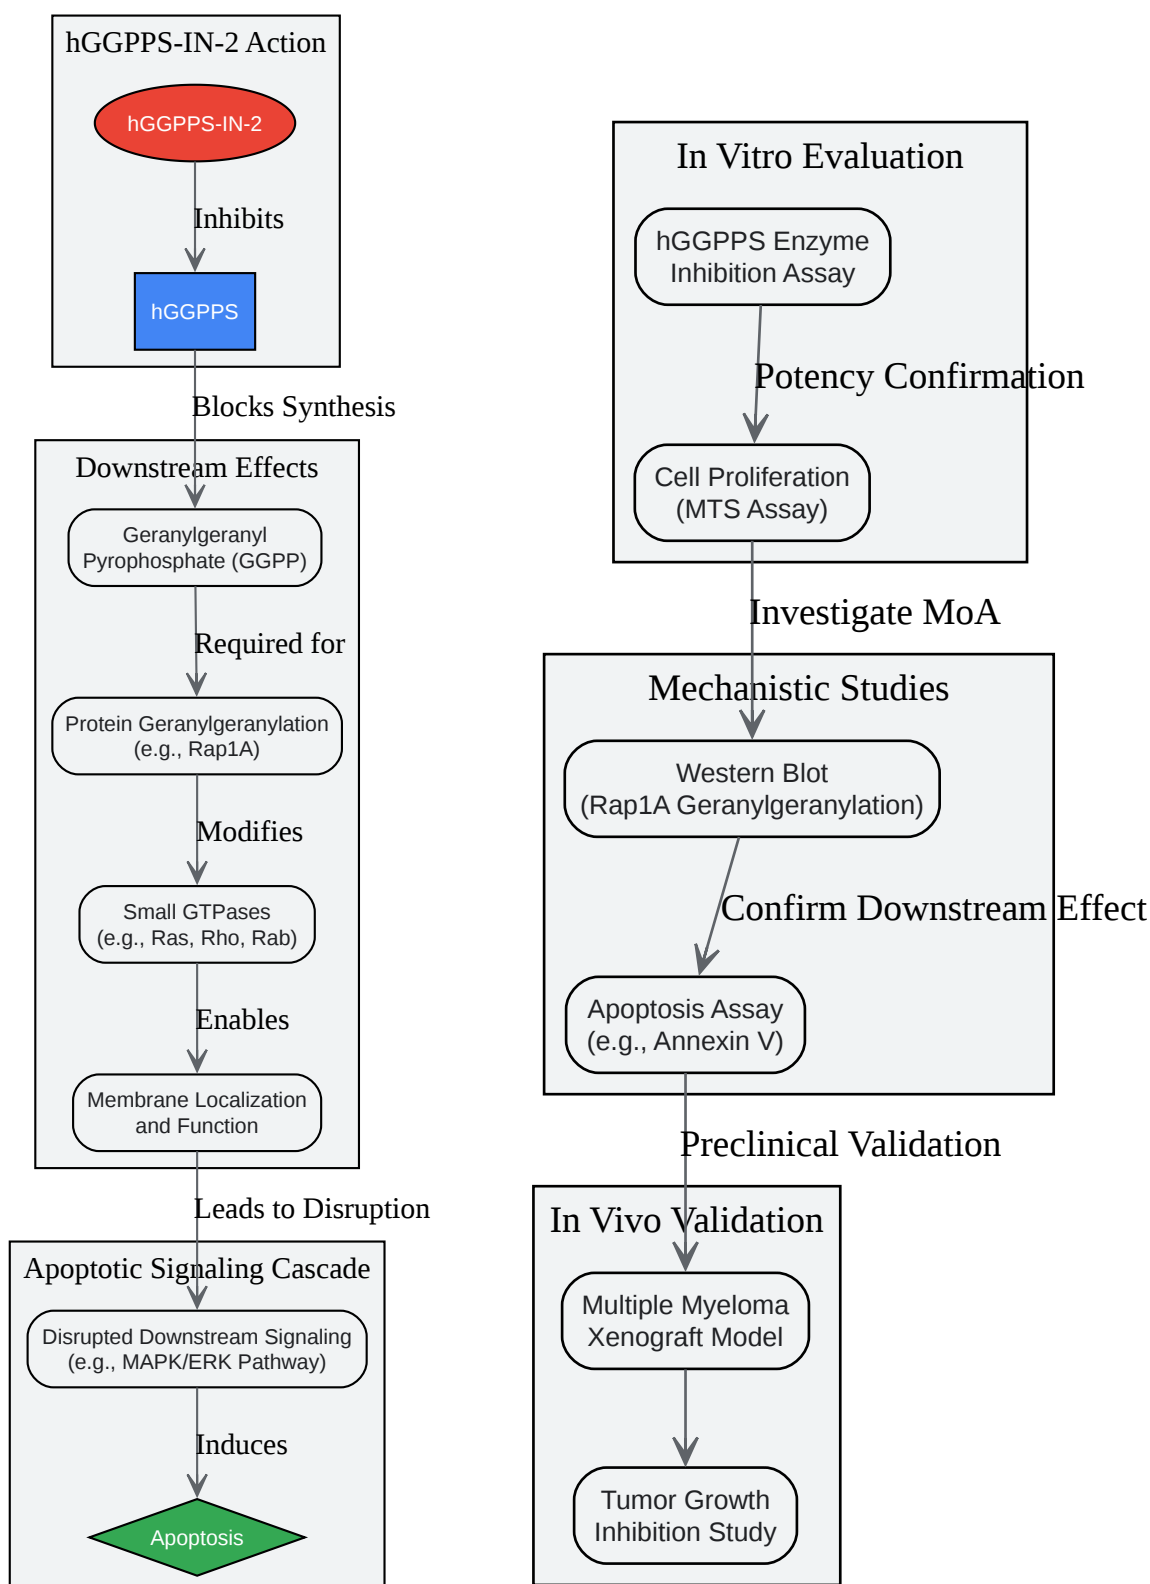 hGGPPS-IN-2 Action
hGGPPS-IN-2
Inhibits
hGGPPS
Blocks Synthesis
Downstream Effects
Geranylgeranyl
Pyrophosphate (GGPP)
Required for
Protein Geranylgeranylation
(e.g., Rap1A)
Modifies
Small GTPases
(e.g., Ras, Rho, Rab)
Enables
Membrane Localization
and Function
Leads to Disruption
Apoptotic Signaling Cascade
Disrupted Downstream Signaling
(e.g., MAPK/ERK Pathway)
Induces
Apoptosis
In Vitro Evaluation
hGGPPS Enzyme
Inhibition Assay
Potency Confirmation
Cell Proliferation
(MTS Assay)
Investigate MoA
Mechanistic Studies
Western Blot
(Rap1A Geranylgeranylation)
Confirm Downstream Effect
Apoptosis Assay
(e.g., Annexin V)
Preclinical Validation
In Vivo Validation
Multiple Myeloma
Xenograft Model
Tumor Growth
Inhibition Study